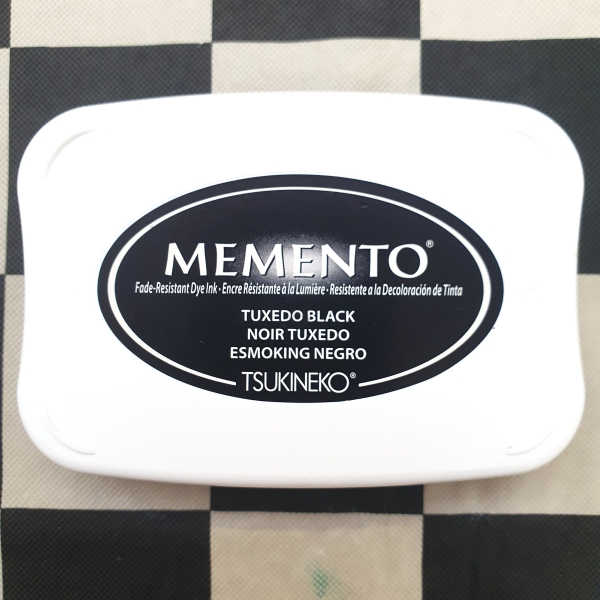 MEMENTO®
Fade-Resistant Dye Ink · Encre Résistante à la Lumière · Resistente a la Decoloración de Tinta
TUXEDO BLACK
NOIR TUXEDO
ESMOKING NEGRO
TSUKINEKO®